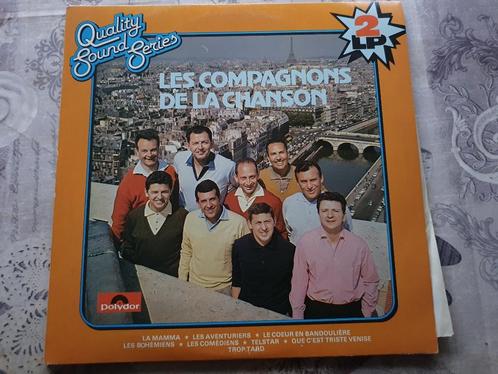 Quality
Sound
Series
2
LP
LES COMPAGNONS
DE LA CHANSON
Polydor
LA MAMMA ★ LES AVENTURIERS ★ LE COEUR EN BANDOULIÈRE
LES BOHÉMIENS ★ LES COMÉDIENS ★ TELSTAR ★ QUE C'EST TRISTE VENISE
TROP TARD